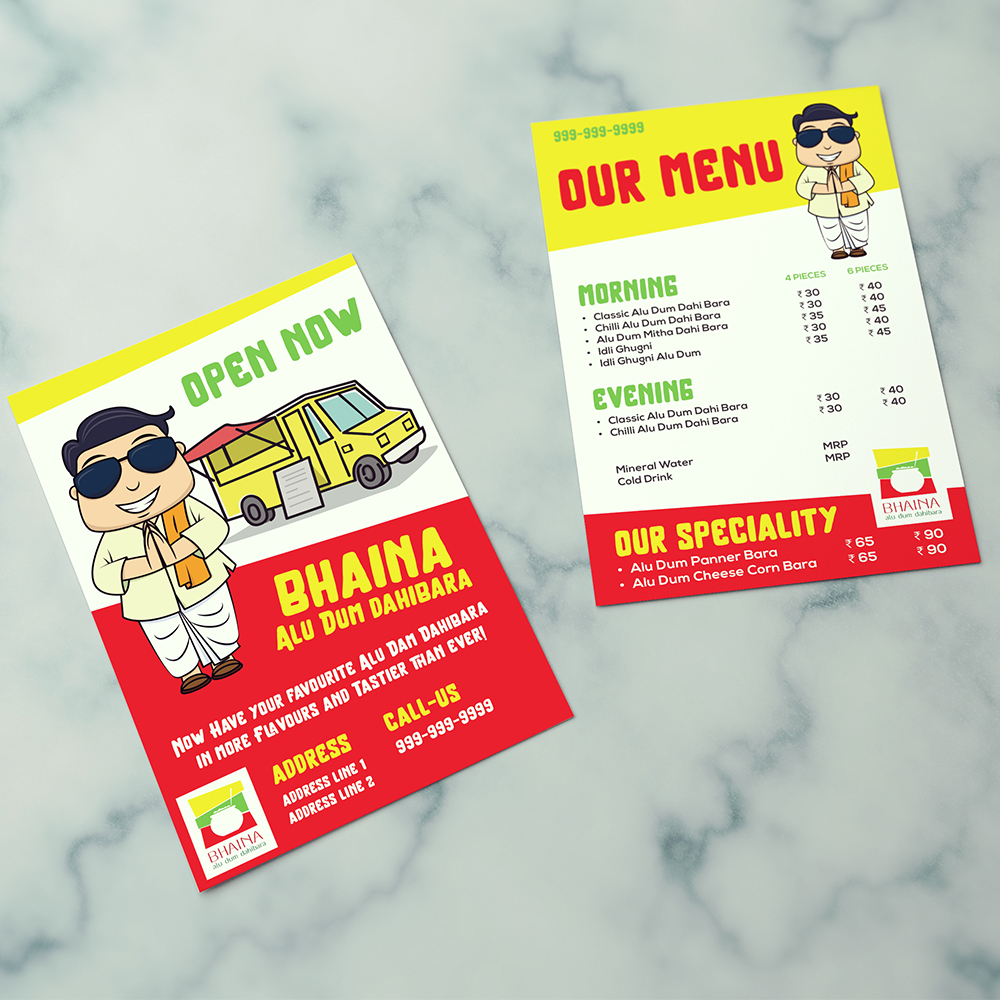 OPEN NOW
BHAINA
ALU DUM DAHIBARA
NOW HAVE YOUR FAVOURITE ALU DAM DAHIBARA
IN MORE FLAVOURS AND TASTIER THAN EVER!
ADDRESS
ADDRESS LINE 1
ADDRESS LINE 2
CALL-US
999-999-9999
BHAINA
alu dum dahibara
999-999-9999
OUR MENU
4 PIECES 6 PIECES
MORNING
• Classic Alu Dum Dahi Bara ₹ 30 ₹ 40
• Chilli Alu Dum Dahi Bara ₹ 30 ₹ 40
• Alu Dum Mitha Dahi Bara ₹ 35 ₹ 45
• Idli Ghugni ₹ 30 ₹ 40
• Idli Ghugni Alu Dum ₹ 35 ₹ 45
EVENING
• Classic Alu Dum Dahi Bara ₹ 30 ₹ 40
• Chilli Alu Dum Dahi Bara ₹ 30 ₹ 40
Mineral Water MRP
Cold Drink MRP
BHAINA
alu dum dahibara
OUR SPECIALITY
• Alu Dum Panner Bara ₹ 65 ₹ 90
• Alu Dum Cheese Corn Bara ₹ 65 ₹ 90